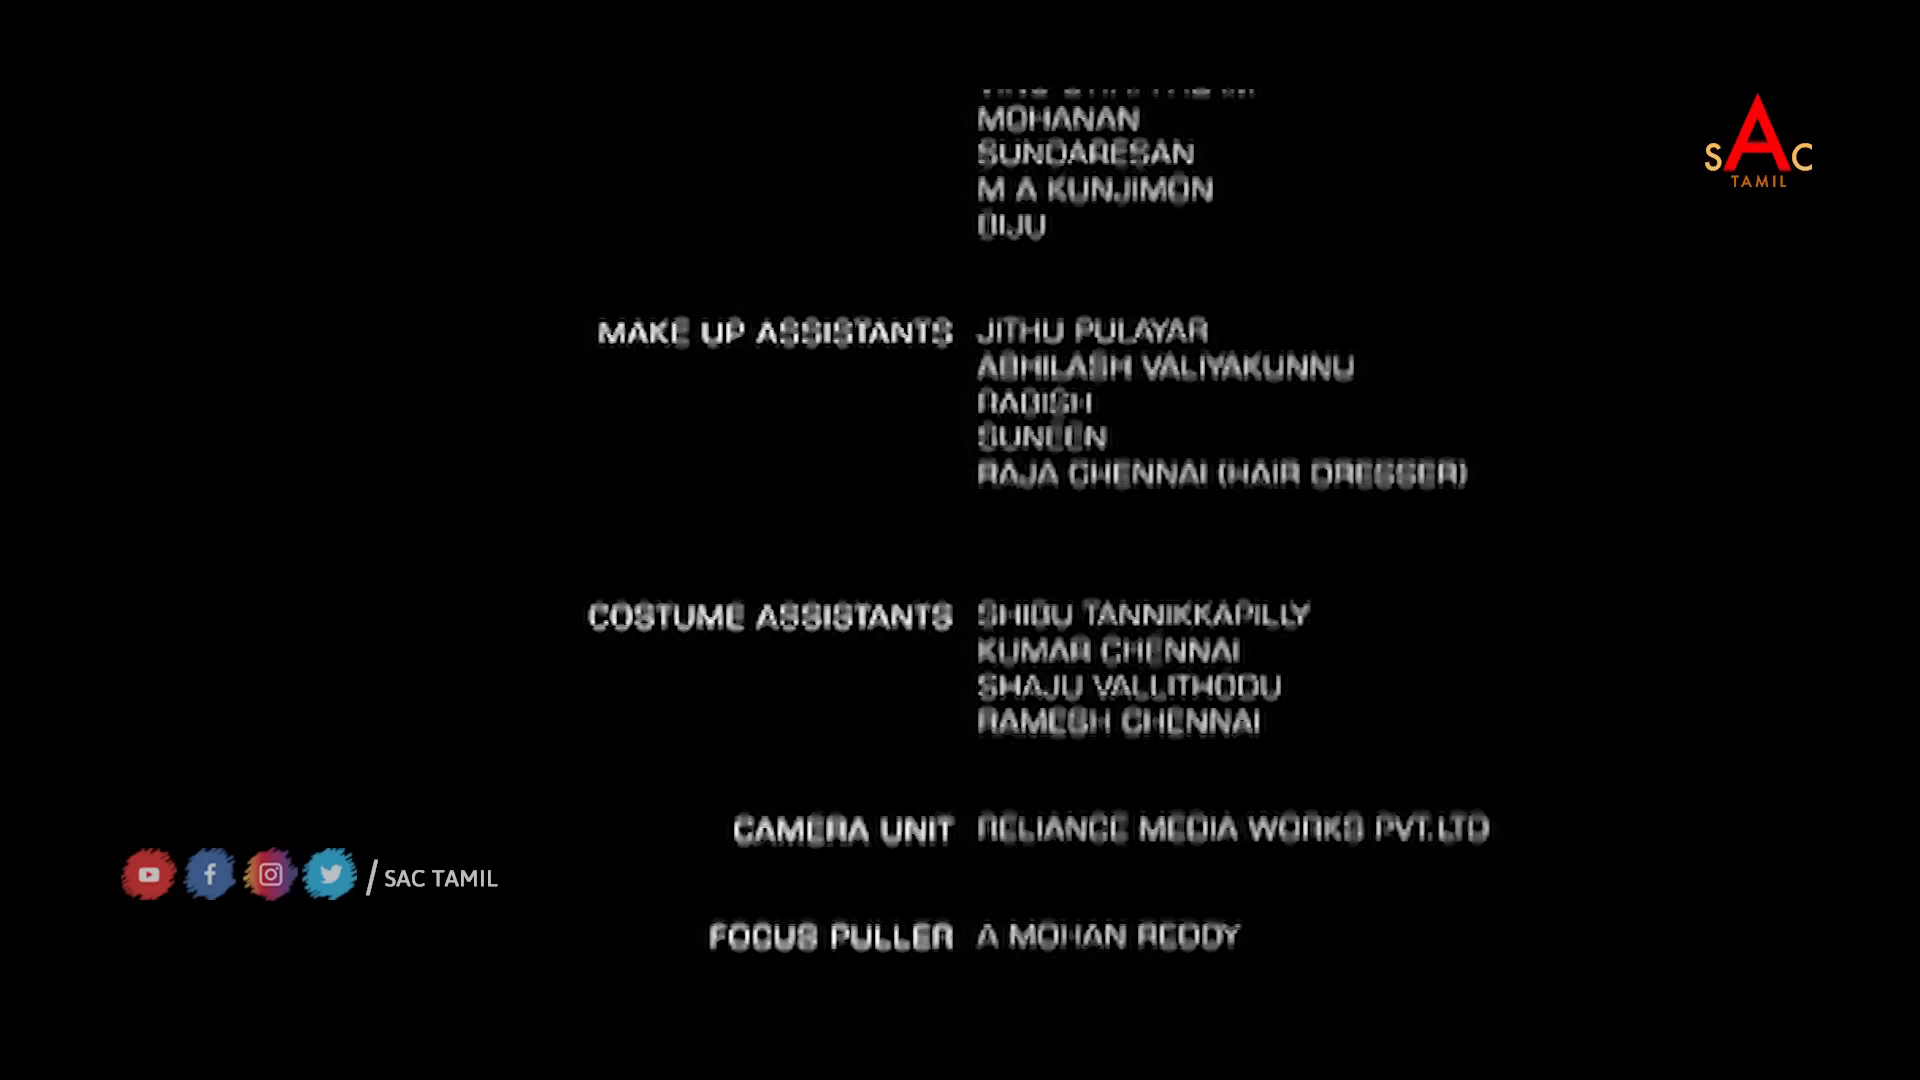 MOHANAN
SUNDARESAN
M A KUNJIMON
BIJU
MAKE UP ASSISTANTS JITHU PULAYAR
ABHILASH VALIYAKUNNU
SUNEEN
RAJA CHENNAI (HAIR DRESSER)
COSTUME ASSISTANTS SHIBU TANNIKKAPILLY
KUMAR CHENNAI
SHAJU VALLITHODU
RAMESH CHENNAI
CAMERA UNIT RELIANCE MEDIA WORKS PVT.LTD
FOCUS PULLER A MOHAN REDDY
SAC
TAMIL
/SAC TAMIL